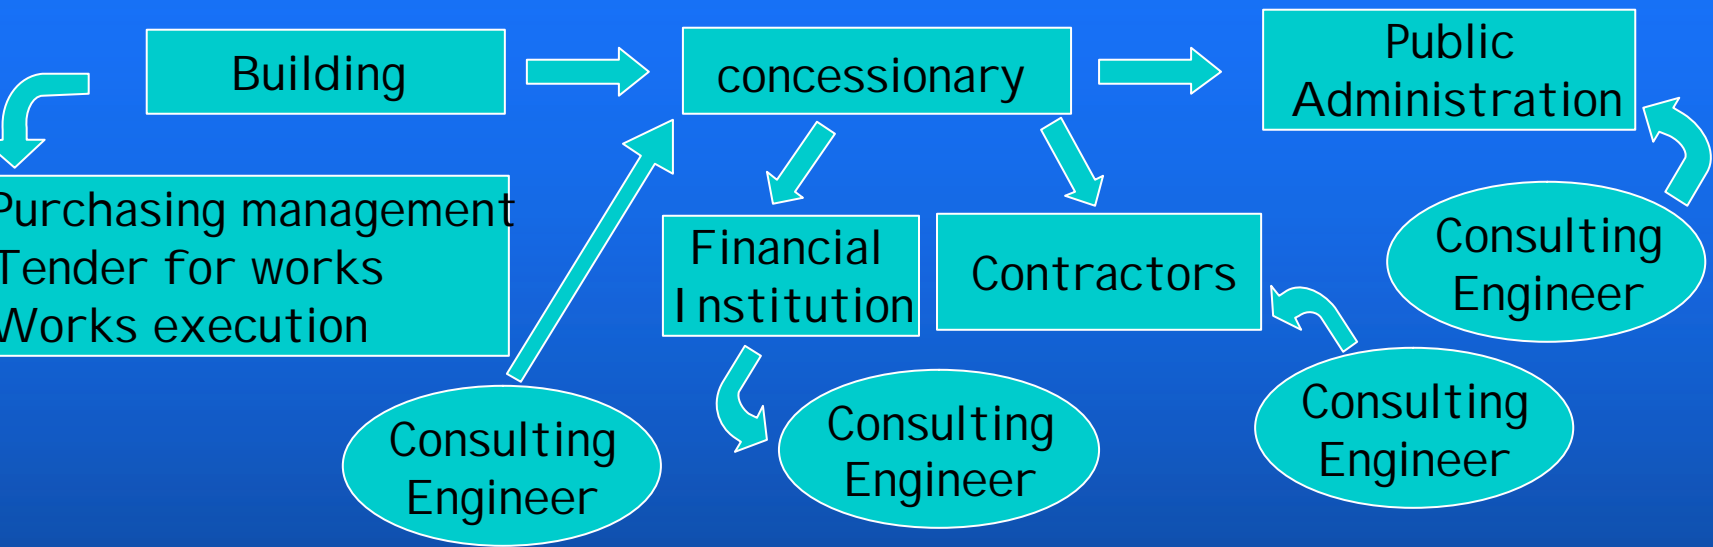 Building
concessionary
Public
Administration
Purchasing management
Tender for works
Works execution
Financial
Institution
Contractors
Consulting
Engineer
Consulting
Engineer
Consulting
Engineer
Consulting
Engineer